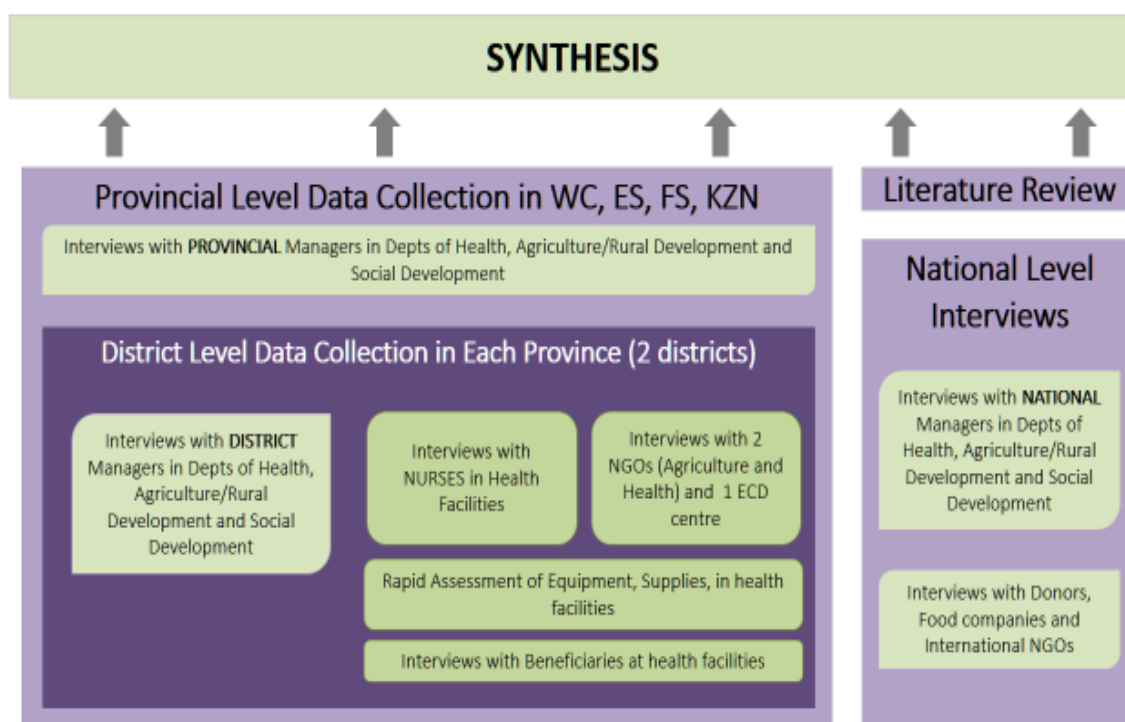 SYNTHESIS
Provincial Level Data Collection in WC, ES, FS, KZN
Interviews with PROVINCIAL Managers in Depts of Health, Agriculture/Rural Development and
Social Development
District Level Data Collection in Each Province (2 districts)
Interviews with DISTRICT
Managers in Depts of Health,
Agriculture/Rural
Development and Social
Development
Interviews with
NURSES in Health
Facilities
Interviews with 2
NGOs (Agriculture and
Health) and 1 ECD
centre
Rapid Assessment of Equipment, Supplies, in health
facilities
Interviews with Beneficiaries at health facilities
Literature Review
National Level
Interviews
Interviews with NATIONAL
Managers in Depts of
Health, Agriculture/Rural
Development and Social
Development
Interviews with Donors,
Food companies and
International NGOs